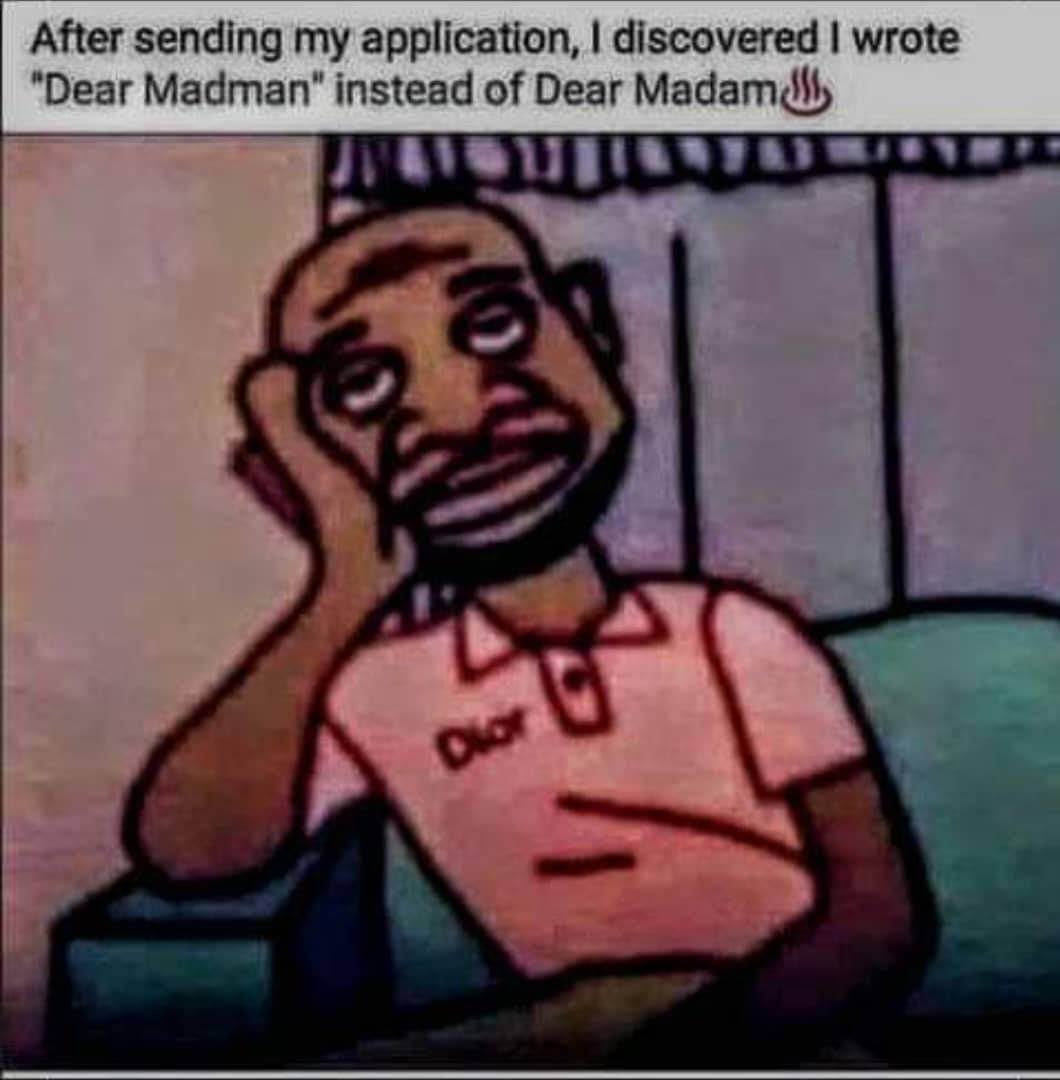 After sending my application, I discovered I wrote
"Dear Madman" instead of Dear Madam♨️
Dior